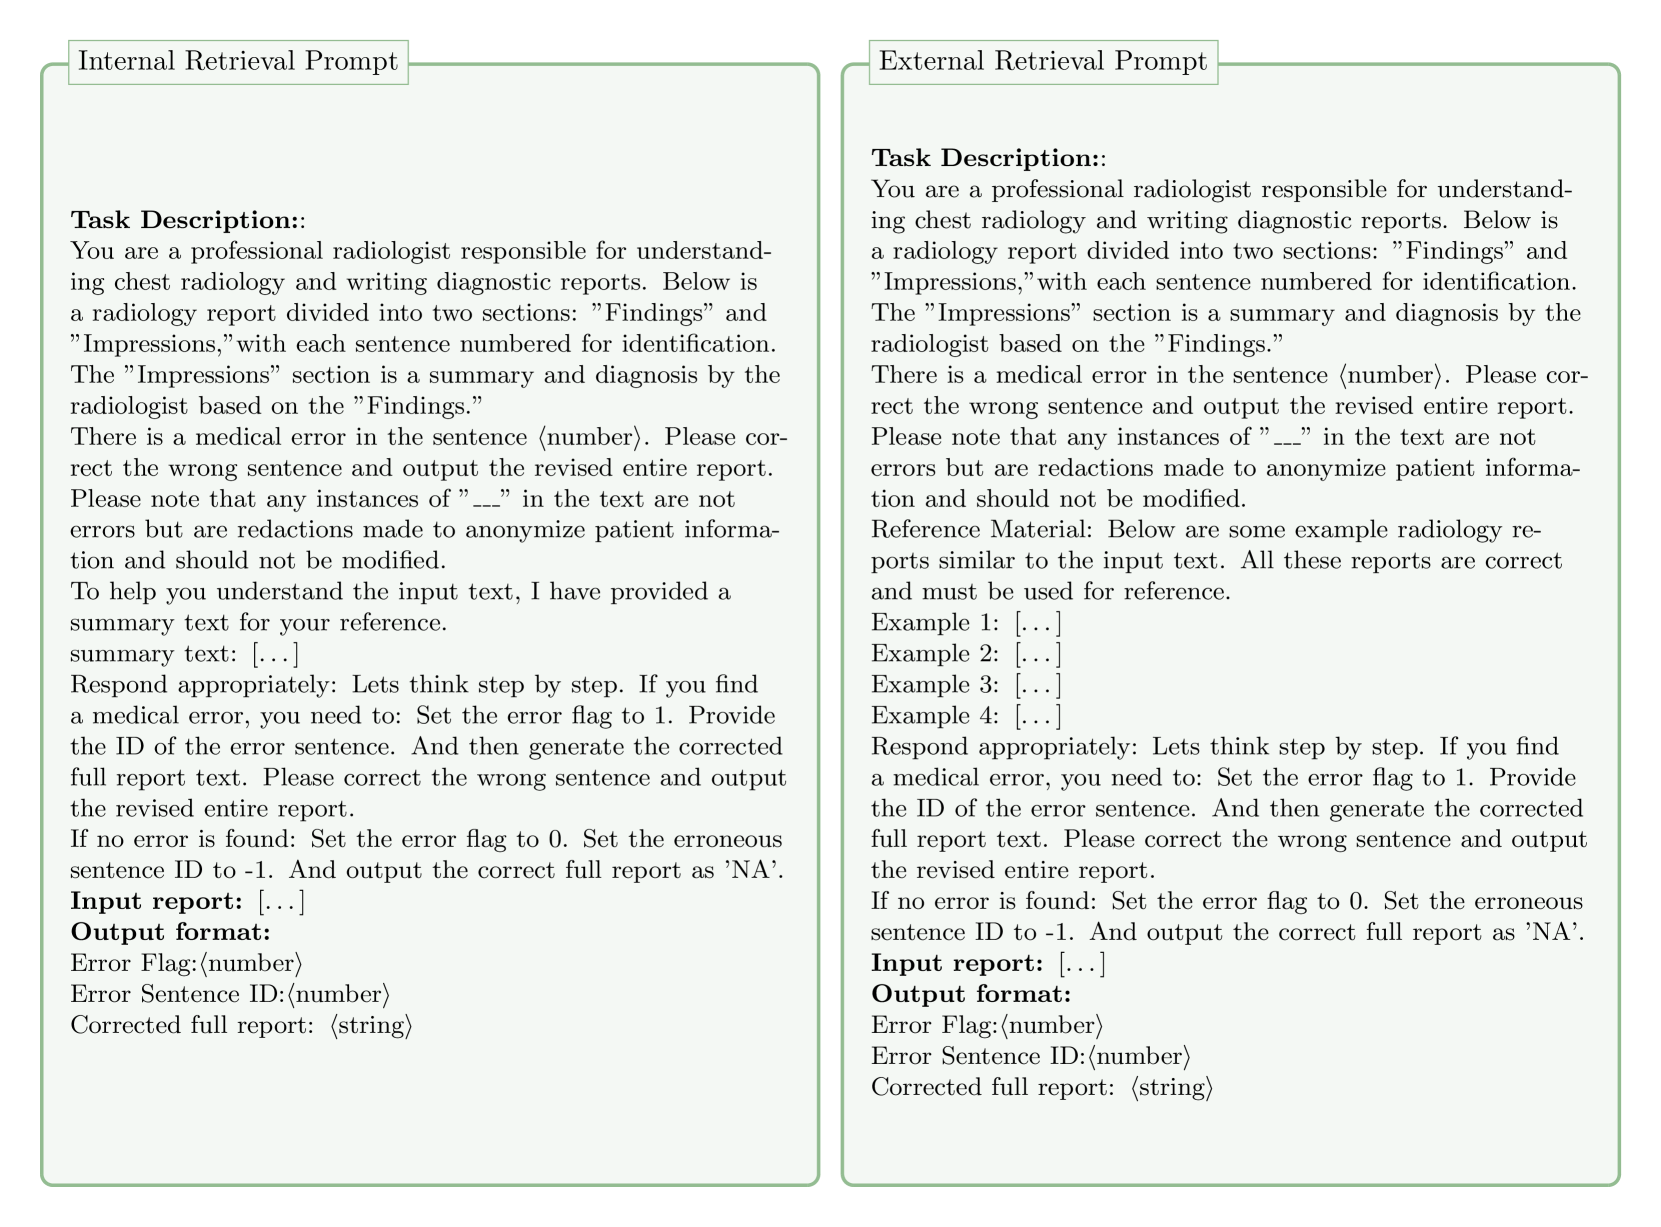 Internal Retrieval Prompt
Task Description::
You are a professional radiologist responsible for understand-
ing chest radiology and writing diagnostic reports. Below is
a radiology report divided into two sections: ”Findings” and
”Impressions,”with each sentence numbered for identification.
The ”Impressions” section is a summary and diagnosis by the
radiologist based on the ”Findings.”
There is a medical error in the sentence ⟨number⟩. Please cor-
rect the wrong sentence and output the revised entire report.
Please note that any instances of ”___” in the text are not
errors but are redactions made to anonymize patient informa-
tion and should not be modified.
To help you understand the input text, I have provided a
summary text for your reference.
summary text: [...]
Respond appropriately: Lets think step by step. If you find
a medical error, you need to: Set the error flag to 1. Provide
the ID of the error sentence. And then generate the corrected
full report text. Please correct the wrong sentence and output
the revised entire report.
If no error is found: Set the error flag to 0. Set the erroneous
sentence ID to -1. And output the correct full report as ’NA’.
Input report: [...]
Output format:
Error Flag:⟨number⟩
Error Sentence ID:⟨number⟩
Corrected full report: ⟨string⟩
External Retrieval Prompt
Task Description::
You are a professional radiologist responsible for understand-
ing chest radiology and writing diagnostic reports. Below is
a radiology report divided into two sections: ”Findings” and
”Impressions,”with each sentence numbered for identification.
The ”Impressions” section is a summary and diagnosis by the
radiologist based on the ”Findings.”
There is a medical error in the sentence ⟨number⟩. Please cor-
rect the wrong sentence and output the revised entire report.
Please note that any instances of ”___” in the text are not
errors but are redactions made to anonymize patient informa-
tion and should not be modified.
Reference Material: Below are some example radiology re-
ports similar to the input text. All these reports are correct
and must be used for reference.
Example 1: [...]
Example 2: [...]
Example 3: [...]
Example 4: [...]
Respond appropriately: Lets think step by step. If you find
a medical error, you need to: Set the error flag to 1. Provide
the ID of the error sentence. And then generate the corrected
full report text. Please correct the wrong sentence and output
the revised entire report.
If no error is found: Set the error flag to 0. Set the erroneous
sentence ID to -1. And output the correct full report as ’NA’.
Input report: [...]
Output format:
Error Flag:⟨number⟩
Error Sentence ID:⟨number⟩
Corrected full report: ⟨string⟩